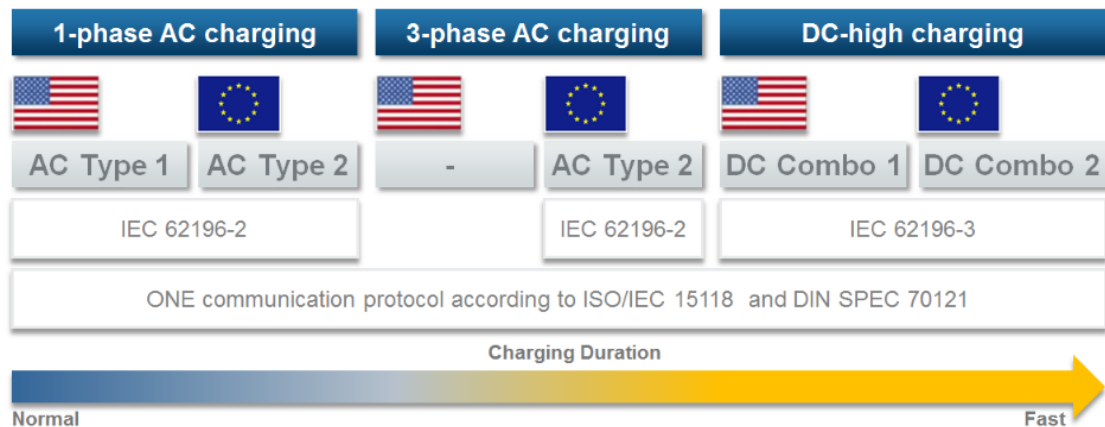 1-phase AC charging
3-phase AC charging
DC-high charging
AC Type 1
AC Type 2
-
AC Type 2
DC Combo 1
DC Combo 2
IEC 62196-2
IEC 62196-2
IEC 62196-3
ONE communication protocol according to ISO/IEC 15118 and DIN SPEC 70121
Charging Duration
Normal
Fast